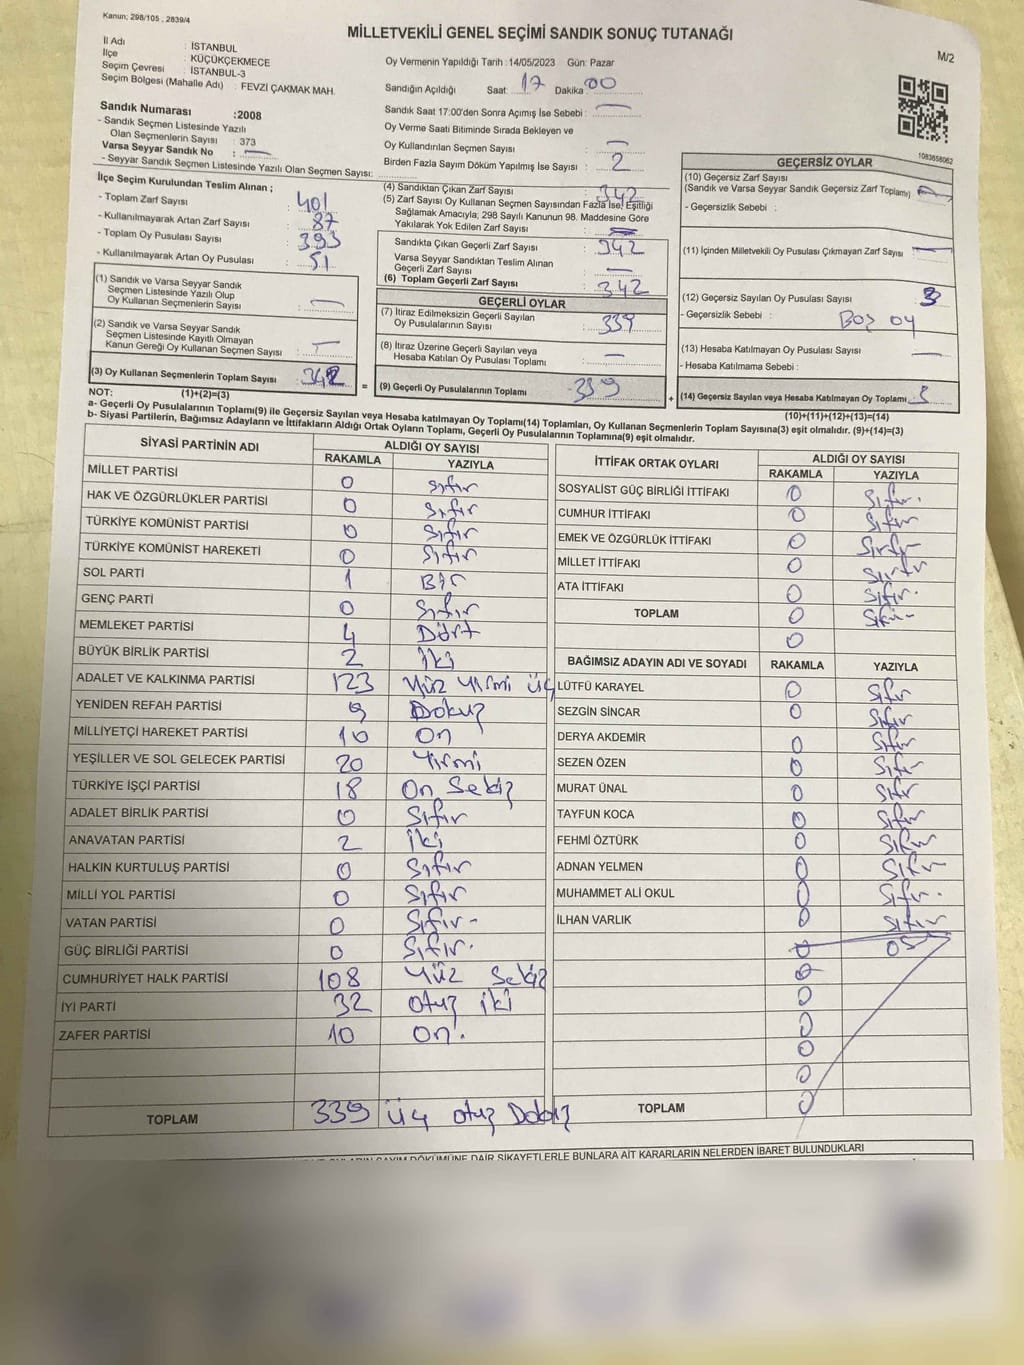 Kanun; 298/105 , 2839/4
MİLLETVEKİLİ GENEL SEÇİMİ SANDIK SONUÇ TUTANAĞI
M/2
İl Adı : İSTANBUL
İlçe : KÜÇÜKÇEKMECE
Seçim Çevresi : İSTANBUL-3
Seçim Bölgesi (Mahalle Adı) : FEVZİ ÇAKMAK MAH.
Sandık Numarası :2008
- Sandık Seçmen Listesinde Yazılı
Olan Seçmenlerin Sayısı : 373
Varsa Seyyar Sandık No : —
- Seyyar Sandık Seçmen Listesinde Yazılı Olan Seçmen Sayısı:
Oy Vermenin Yapıldığı Tarih :14/05/2023 Gün: Pazar
Sandığın Açıldığı Saat: 17 Dakika: 00
Sandık Saat 17:00'den Sonra Açımış İse Sebebi : —
Oy Verme Saati Bitiminde Sırada Bekleyen ve
Oy Kullandırılan Seçmen Sayısı : —
Birden Fazla Sayım Döküm Yapılmış İse Sayısı : 2
1083658062
İlçe Seçim Kurulundan Teslim Alınan ;
- Toplam Zarf Sayısı : 401
- Kullanılmayarak Artan Zarf Sayısı : 87
- Toplam Oy Pusulası Sayısı : 393
- Kullanılmayarak Artan Oy Pusulası : 51
(1) Sandık ve Varsa Seyyar Sandık
Seçmen Listesinde Yazılı Olup
Oy Kullanan Seçmenlerin Sayısı : —
(2) Sandık ve Varsa Seyyar Sandık
Seçmen Listesinde Kayıtlı Olmayan
Kanun Gereği Oy Kullanan Seçmen Sayısı : —
(3) Oy Kullanan Seçmenlerin Toplam Sayısı : 342
(4) Sandıktan Çıkan Zarf Sayısı : 342
(5) Zarf Sayısı Oy Kullanan Seçmen Sayısından Fazla İse, Eşitliği
Sağlamak Amacıyla; 298 Sayılı Kanunun 98. Maddesine Göre
Yakılarak Yok Edilen Zarf Sayısı : —
Sandıkta Çıkan Geçerli Zarf Sayısı : 342
Varsa Seyyar Sandıktan Teslim Alınan
Geçerli Zarf Sayısı : —
(6) Toplam Geçerli Zarf Sayısı : 342
GEÇERLİ OYLAR
(7) İtiraz Edilmeksizin Geçerli Sayılan
Oy Pusulalarının Sayısı : 339
(8) İtiraz Üzerine Geçerli Sayılan veya
Hesaba Katılan Oy Pusulası Toplamı : —
= (9) Geçerli Oy Pusulalarının Toplamı : 339 +
GEÇERSİZ OYLAR
(10) Geçersiz Zarf Sayısı
(Sandık ve Varsa Seyyar Sandık Geçersiz Zarf Toplamı) : —
- Geçersizlik Sebebi :
(11) İçinden Milletvekili Oy Pusulası Çıkmayan Zarf Sayısı : —
(12) Geçersiz Sayılan Oy Pusulası Sayısı : 3
- Geçersizlik Sebebi : Boş oy
(13) Hesaba Katılmayan Oy Pusulası Sayısı : —
- Hesaba Katılmama Sebebi :
(14) Geçersiz Sayılan veya Hesaba Katılmayan Oy Toplamı : 3
NOT: (1)+(2)=(3)
(10)+(11)+(12)+(13)=(14)
a- Geçerli Oy Pusulalarının Toplamı(9) ile Geçersiz Sayılan veya Hesaba katılmayan Oy Toplamı(14) Toplamları, Oy Kullanan Seçmenlerin Toplam Sayısına(3) eşit olmalıdır. (9)+(14)=(3)
b- Siyasi Partilerin, Bağımsız Adayların ve İttifakların Aldığı Ortak Oyların Toplamı, Geçerli Oy Pusulalarının Toplamına(9) eşit olmalıdır.
SİYASİ PARTİNİN ADI ALDIĞI OY SAYISI
RAKAMLA YAZIYLA
MİLLET PARTİSİ 0 sıfır
HAK VE ÖZGÜRLÜKLER PARTİSİ 0 sıfır
TÜRKİYE KOMÜNİST PARTİSİ 0 sıfır
TÜRKİYE KOMÜNİST HAREKETİ 0 sıfır
SOL PARTİ 1 Bir
GENÇ PARTİ 0 sıfır
MEMLEKET PARTİSİ 4 Dört
BÜYÜK BİRLİK PARTİSİ 2 iki
ADALET VE KALKINMA PARTİSİ 123 Yüz Yirmi üç
YENİDEN REFAH PARTİSİ 9 Dokuz
MİLLİYETÇİ HAREKET PARTİSİ 10 On
YEŞİLLER VE SOL GELECEK PARTİSİ 20 Yirmi
TÜRKİYE İŞÇİ PARTİSİ 18 On Sekiz
ADALET BİRLİK PARTİSİ 0 Sıfır
ANAVATAN PARTİSİ 2 iki
HALKIN KURTULUŞ PARTİSİ 0 Sıfır
MİLLİ YOL PARTİSİ 0 Sıfır
VATAN PARTİSİ 0 Sıfır-
GÜÇ BİRLİĞİ PARTİSİ 0 Sıfır.
CUMHURİYET HALK PARTİSİ 108 Yüz Sekiz
İYİ PARTİ 32 otuz iki
ZAFER PARTİSİ 10 On.
TOPLAM 339 üç otuz Dokuz
İTTİFAK ORTAK OYLARI ALDIĞI OY SAYISI
RAKAMLA YAZIYLA
SOSYALİST GÜÇ BİRLİĞİ İTTİFAKI 0 Sıfır.
CUMHUR İTTİFAKI 0 Sıfır
EMEK VE ÖZGÜRLÜK İTTİFAKI 0 Sıfır
MİLLET İTTİFAKI 0 Sıfır
ATA İTTİFAKI 0 Sıfır.
TOPLAM 0 Sıfır
0
BAĞIMSIZ ADAYIN ADI VE SOYADI RAKAMLA YAZIYLA
LÜTFÜ KARAYEL 0 Sıfır
SEZGİN SİNCAR 0 Sıfır
DERYA AKDEMİR 0 Sıfır
SEZEN ÖZEN 0 Sıfır
MURAT ÜNAL 0 Sıfır
TAYFUN KOCA 0 Sıfır
FEHMİ ÖZTÜRK 0 Sıfır
ADNAN YELMEN 0 Sıfır
MUHAMMET ALİ OKUL 0 Sıfır.
İLHAN VARLIK 0 Sıfır
0
0
0
0
0
0
TOPLAM 0
SAYIM DÖKÜMÜNE DAİR ŞİKAYETLERLE BUNLARA AİT KARARLARIN NELERDEN İBARET BULUNDUKLARI